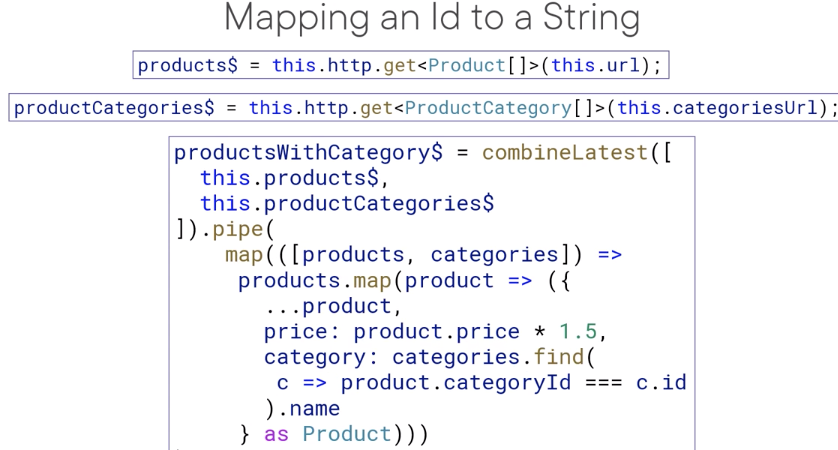 Mapping an Id to a String
products$ = this.http.get<Product[]>(this.url);
productCategories$ = this.http.get<ProductCategory[]>(this.categoriesUrl);
productsWithCategory$ = combineLatest([
  this.products$,
  this.productCategories$
]).pipe(
    map(([products, categories]) =>
     products.map(product => ({
       ...product,
       price: product.price * 1.5,
       category: categories.find(
        c => product.categoryId === c.id
       ).name
     } as Product)))